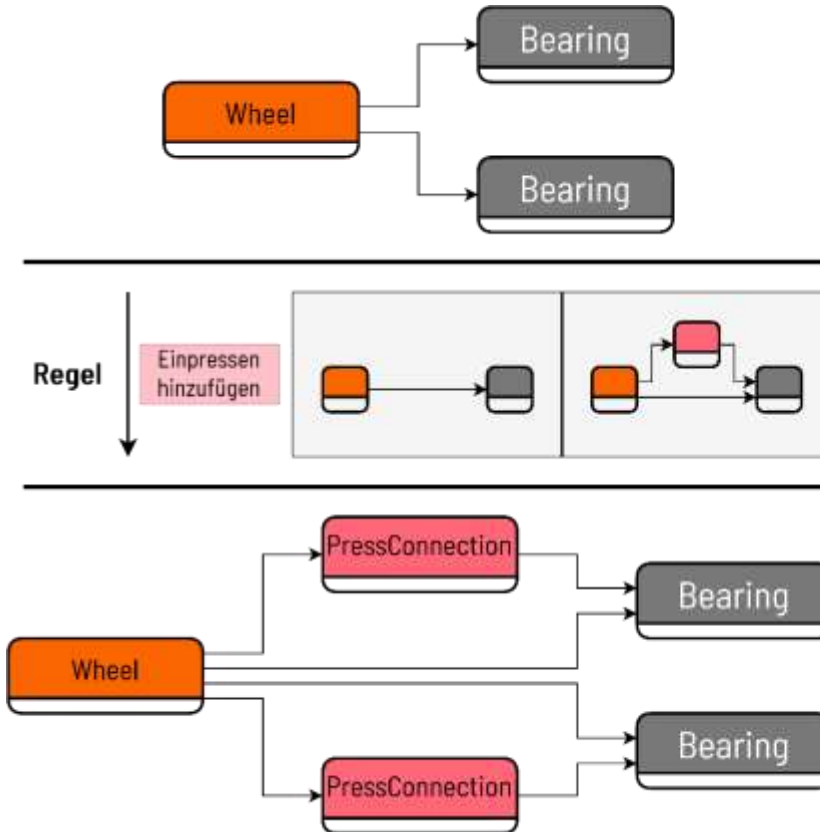 Bearing
Wheel
Bearing
Regel
Einpressen
hinzufügen
PressConnection
Bearing
Wheel
Bearing
PressConnection